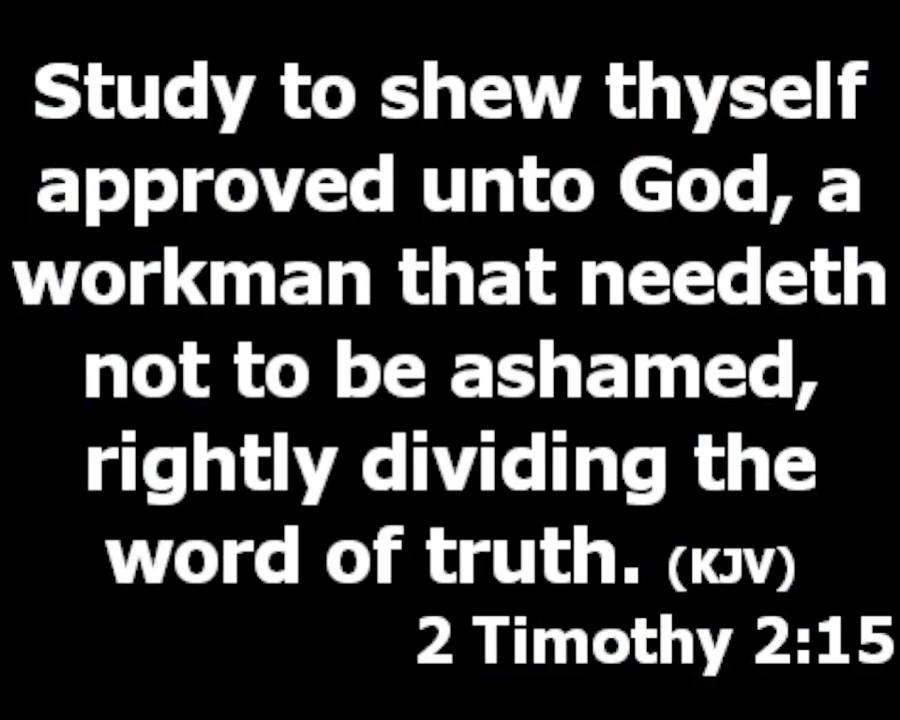 Study to shew thyself
approved unto God, a
workman that needeth
not to be ashamed,
rightly dividing the
word of truth. (KJV)
2 Timothy 2:15